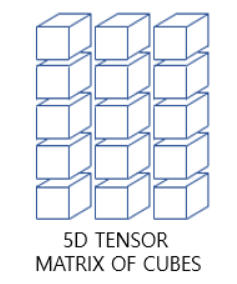 5D TENSOR
MATRIX OF CUBES